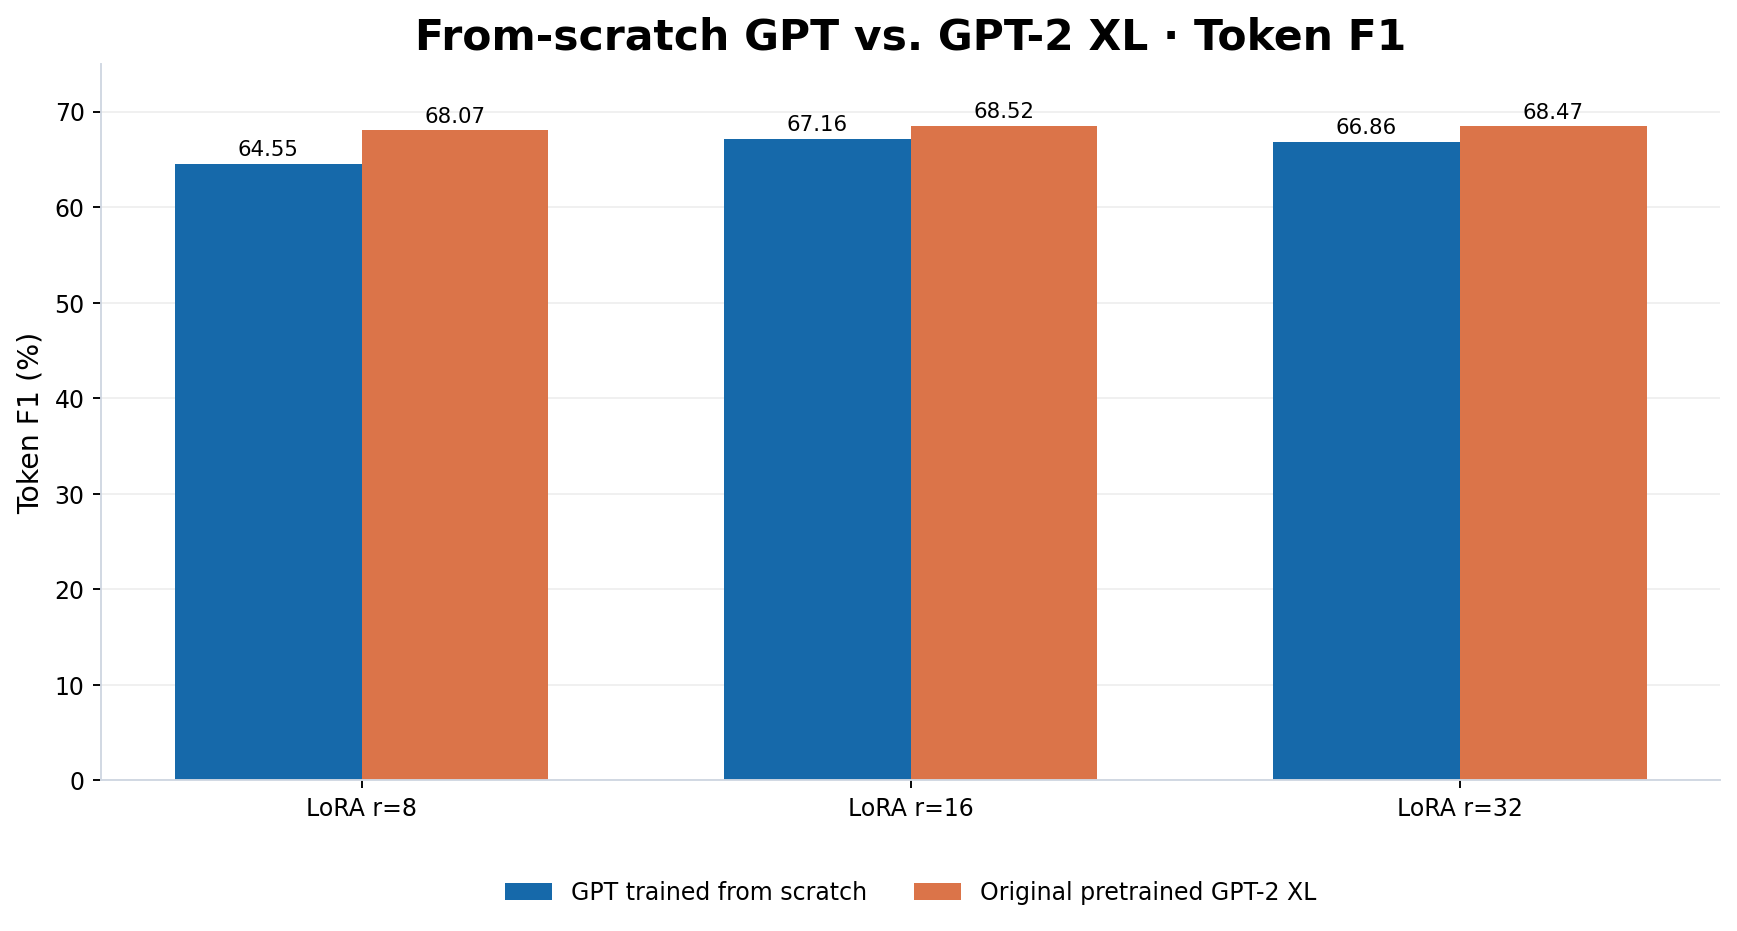 From-scratch GPT vs. GPT-2 XL · Token F1
Token F1 (%)
70
60
50
40
30
20
10
0
64.55
68.07
67.16
68.52
66.86
68.47
LoRA r=8
LoRA r=16
LoRA r=32
GPT trained from scratch
Original pretrained GPT-2 XL